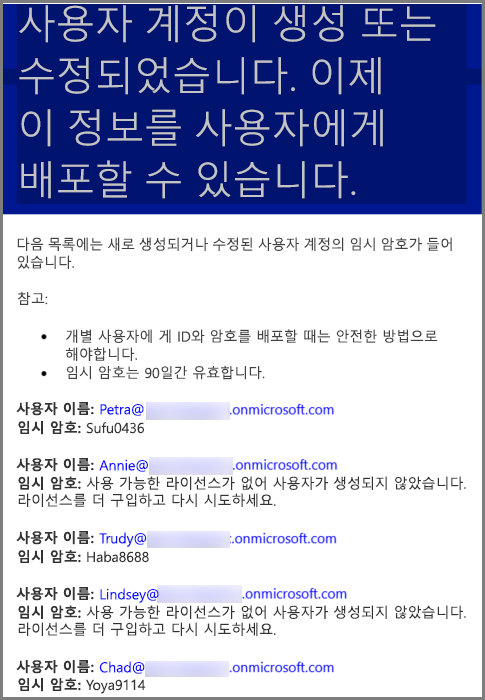 사용자 계정이 생성 또는
수정되었습니다. 이제
이 정보를 사용자에게
배포할 수 있습니다.
다음 목록에는 새로 생성되거나 수정된 사용자 계정의 임시 암호가 들어
있습니다.
참고:
• 개별 사용자에 게 ID와 암호를 배포할 때는 안전한 방법으로
해야합니다.
• 임시 암호는 90일간 유효합니다.
사용자 이름: Petra@ .onmicrosoft.com
임시 암호: Sufu0436
사용자 이름: Annie@ .onmicrosoft.com
임시 암호: 사용 가능한 라이선스가 없어 사용자가 생성되지 않았습니다.
라이선스를 더 구입하고 다시 시도하세요.
사용자 이름: Trudy@ .onmicrosoft.com
임시 암호: Haba8688
사용자 이름: Lindsey@ .onmicrosoft.com
임시 암호: 사용 가능한 라이선스가 없어 사용자가 생성되지 않았습니다.
라이선스를 더 구입하고 다시 시도하세요.
사용자 이름: Chad@ .onmicrosoft.com
임시 암호: Yoya9114